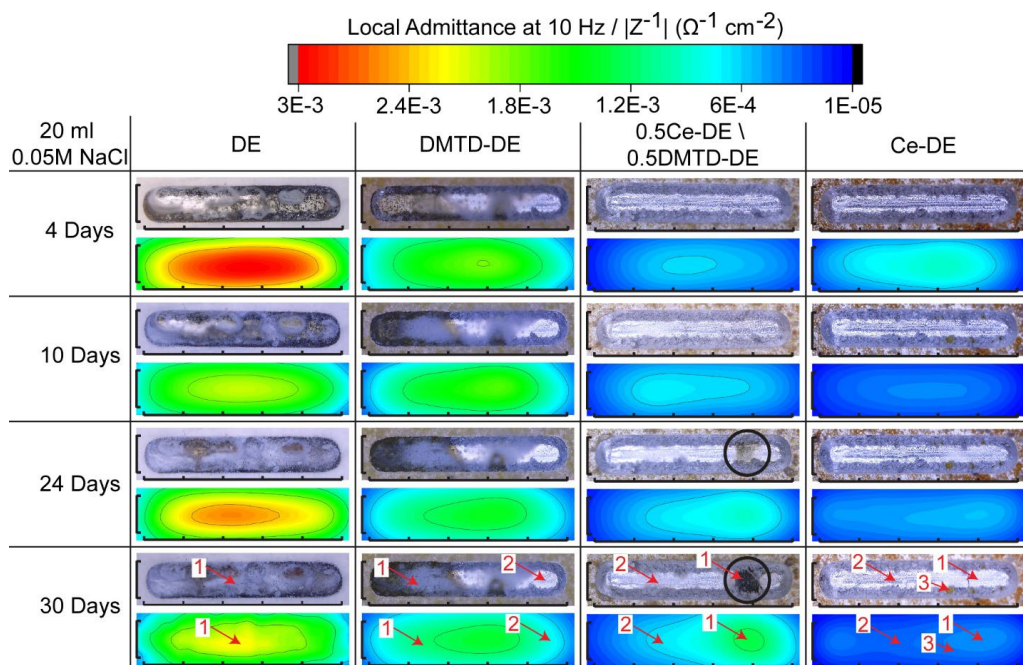 Local Admittance at 10 Hz / |Z⁻¹| (Ω⁻¹ cm⁻²)
3E-3 2.4E-3 1.8E-3 1.2E-3 6E-4 1E-05
20 ml
0.05M NaCl
DE
DMTD-DE
0.5Ce-DE \
0.5DMTD-DE
Ce-DE
4 Days
10 Days
24 Days
30 Days
1
1 2
2 1
2 3 1
1
1 2
2 1
2 3 1